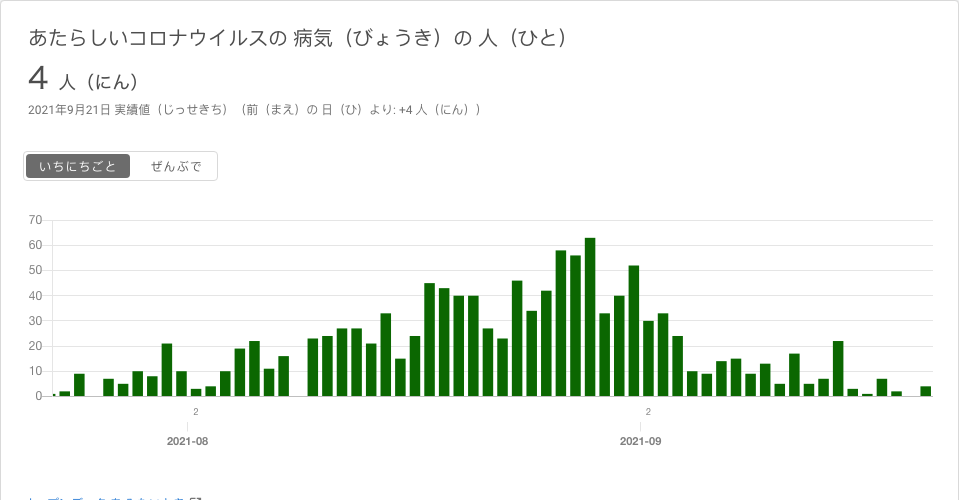 あたらしいコロナウイルスの 病気（びょうき）の 人（ひと）
4 人（にん）
2021年9月21日 実績値（じっせきち）（前（まえ）の 日（ひ）より: +4 人（にん））
いちにちごと ぜんぶで
70
60
50
40
30
20
10
0
2 2
2021-08 2021-09